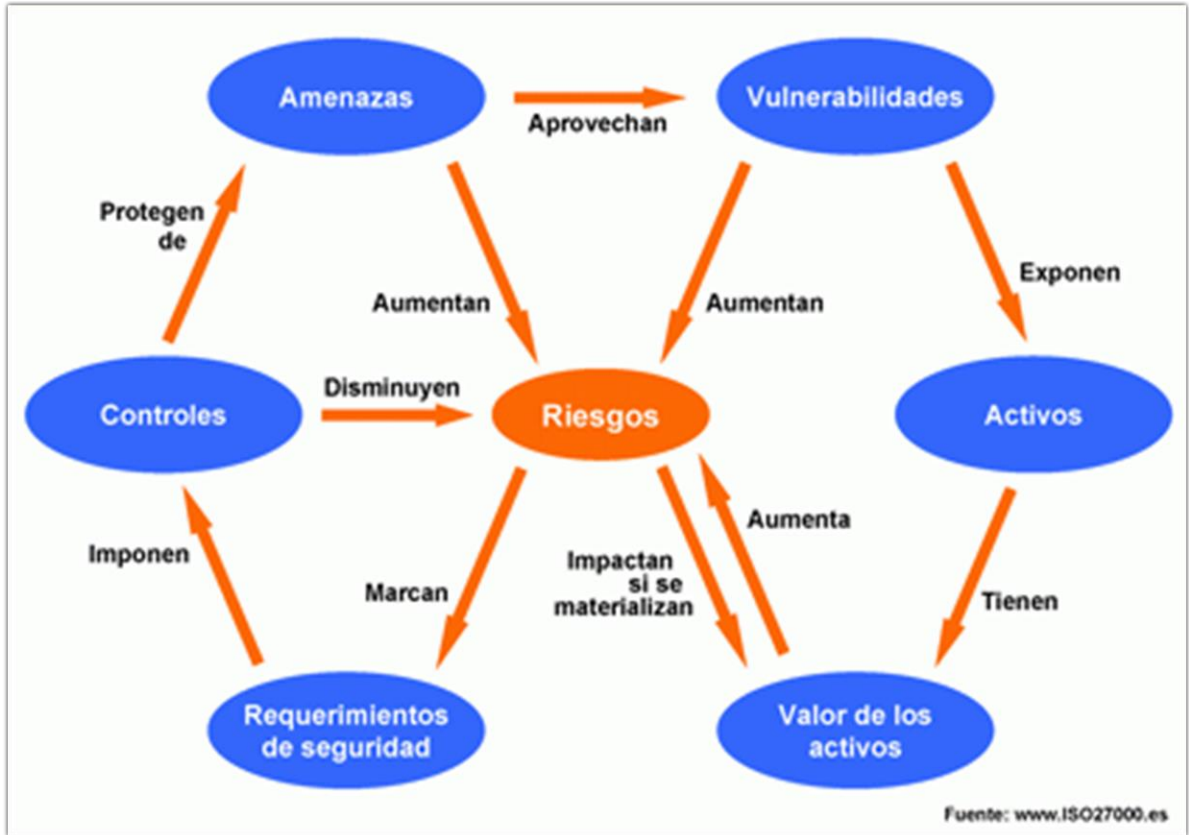 Amenazas
Aprovechan
Vulnerabilidades
Protegen
de
Exponen
Aumentan
Aumentan
Disminuyen
Controles
Riesgos
Activos
Aumenta
Imponen
Impactan
si se
materializan
Marcan
Tienen
Requerimientos
de seguridad
Valor de los
activos
Fuente: www.ISO27000.es